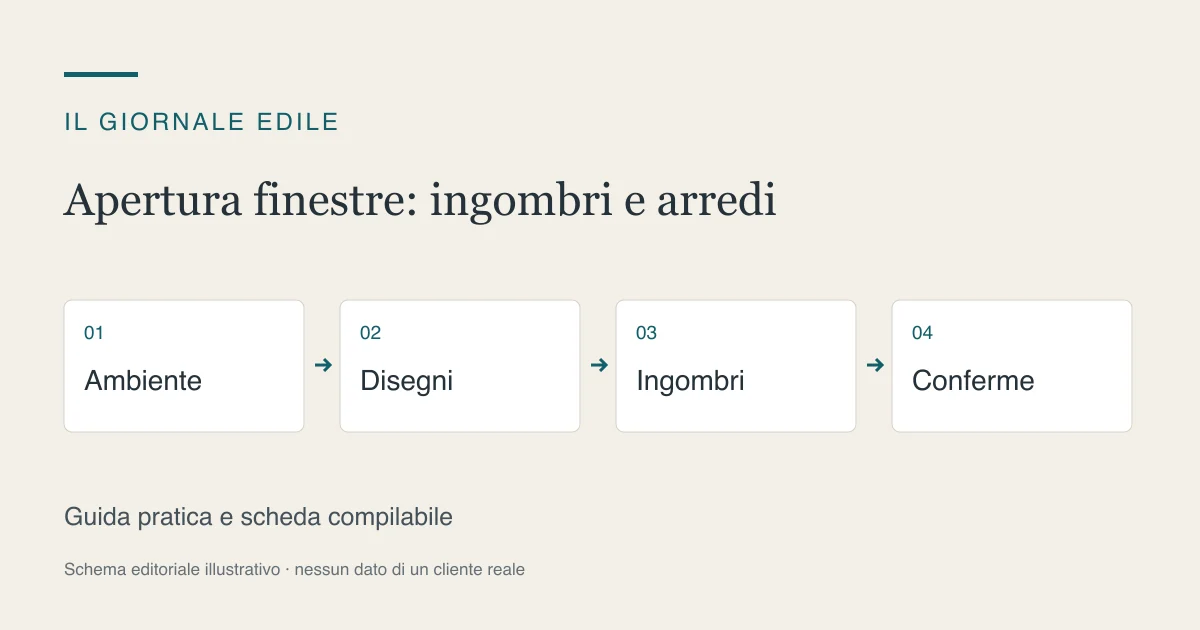 IL GIORNALE EDILE
Apertura finestre: ingombri e arredi
01
Ambiente
02
Disegni
03
Ingombri
04
Conferme
Guida pratica e scheda compilabile
Schema editoriale illustrativo · nessun dato di un cliente reale